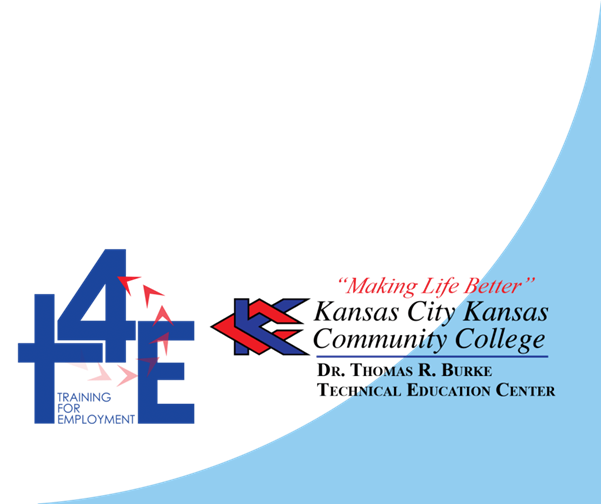 t4E
TRAINING
FOR
EMPLOYMENT
“Making Life Better”
Kansas City Kansas
Community College
DR. THOMAS R. BURKE
TECHNICAL EDUCATION CENTER